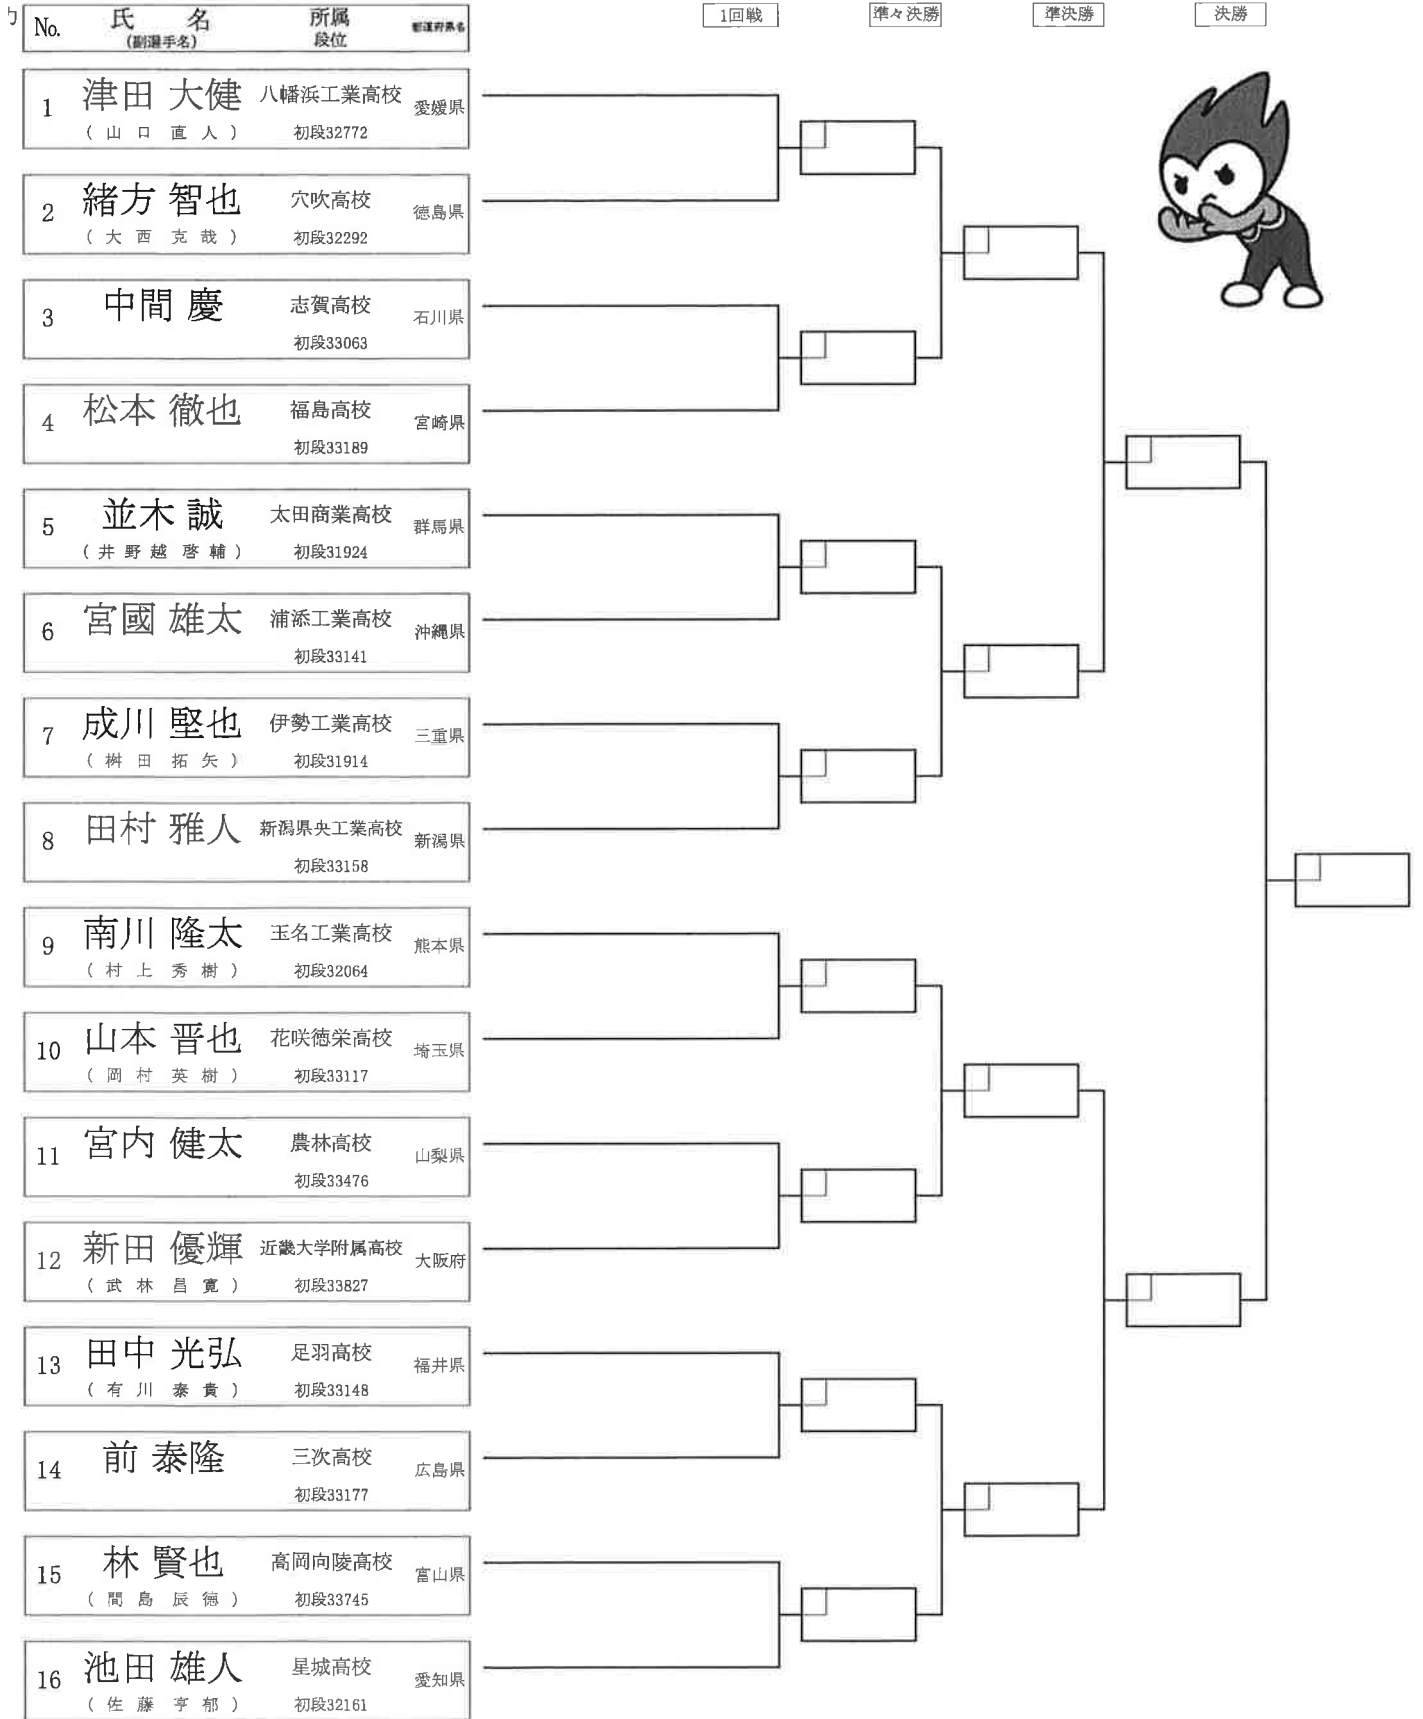 No. 氏 名 所属 都道府県名
(副選手名) 段位
1回戦 準々決勝 準決勝 決勝
1 津田 大健 八幡浜工業高校 愛媛県
(山口 直人) 初段32772
2 緒方 智也 穴吹高校 徳島県
(大西 克哉) 初段32292
3 中間 慶 志賀高校 石川県
初段33063
4 松本 徹也 福島高校 宮崎県
初段33189
5 並木 誠 太田商業高校 群馬県
(井野越 啓輔) 初段31924
6 宮國 雄太 浦添工業高校 沖縄県
初段33141
7 成川 堅也 伊勢工業高校 三重県
(桝田 拓矢) 初段31914
8 田村 雅人 新潟県央工業高校 新潟県
初段33158
9 南川 隆太 玉名工業高校 熊本県
(村上 秀樹) 初段32064
10 山本 晋也 花咲徳栄高校 埼玉県
(岡村 英樹) 初段33117
11 宮内 健太 農林高校 山梨県
初段33476
12 新田 優輝 近畿大学附属高校 大阪府
(武林 昌寛) 初段33827
13 田中 光弘 足羽高校 福井県
(有川 泰貴) 初段33148
14 前 泰隆 三次高校 広島県
初段33177
15 林 賢也 高岡向陵高校 富山県
(間島 辰徳) 初段33745
16 池田 雄人 星城高校 愛知県
(佐藤 亨郁) 初段32161